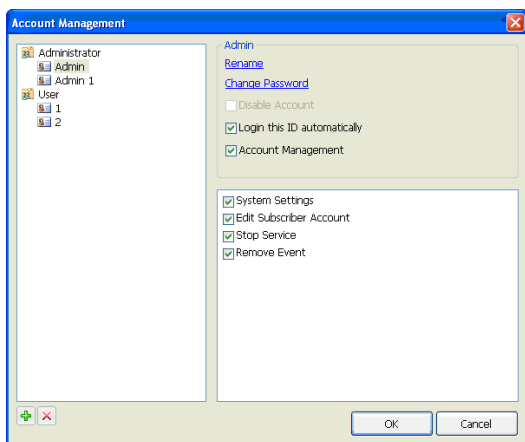 Account Management
Administrator
Admin
Admin 1
User
1
2
Admin
Rename
Change Password
Disable Account
Login this ID automatically
Account Management
System Settings
Edit Subscriber Account
Stop Service
Remove Event
OK
Cancel